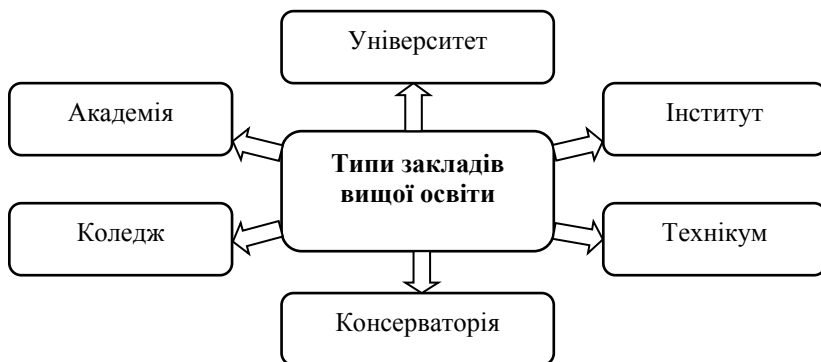 Університет
Академія
Інститут
Типи закладів
вищої освіти
Коледж
Технікум
Консерваторія